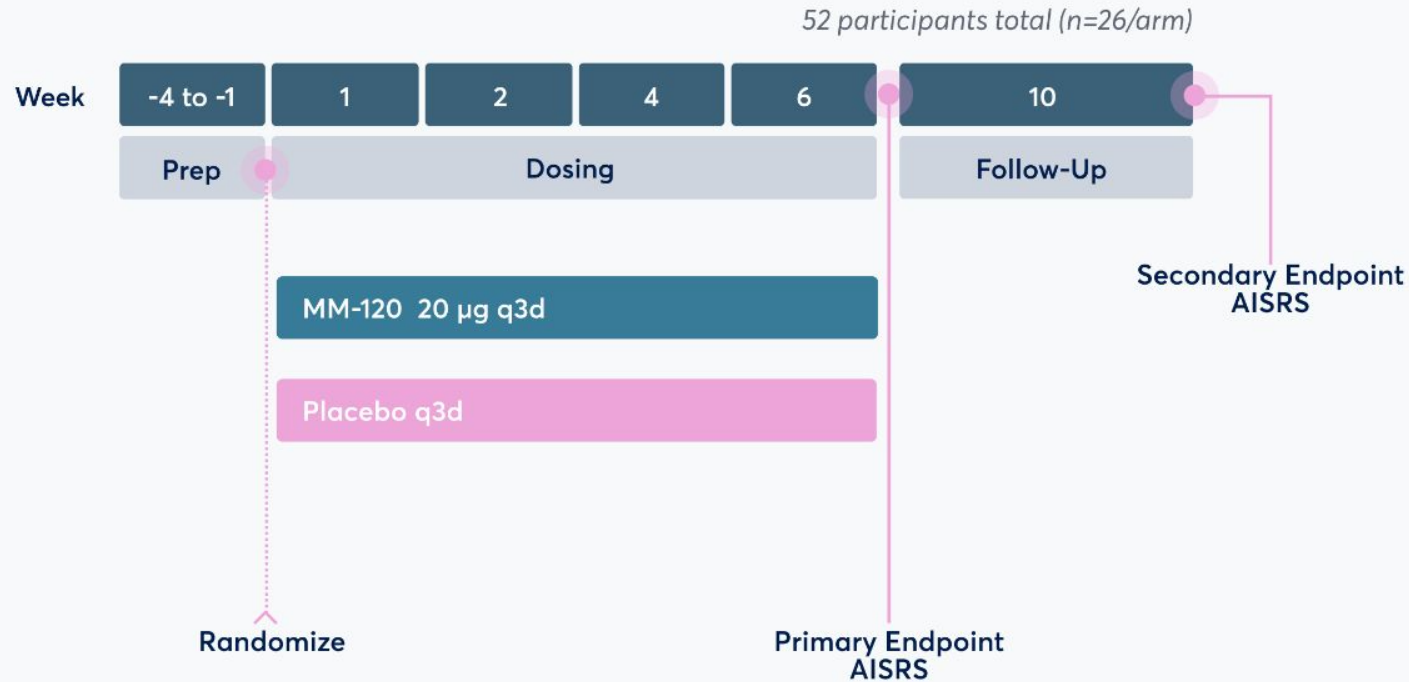 52 participants total (n=26/arm)
Week -4 to -1 1 2 4 6 10
Prep Dosing Follow-Up
Secondary Endpoint
AISRS
MM-120 20 µg q3d
Placebo q3d
Randomize
Primary Endpoint
AISRS